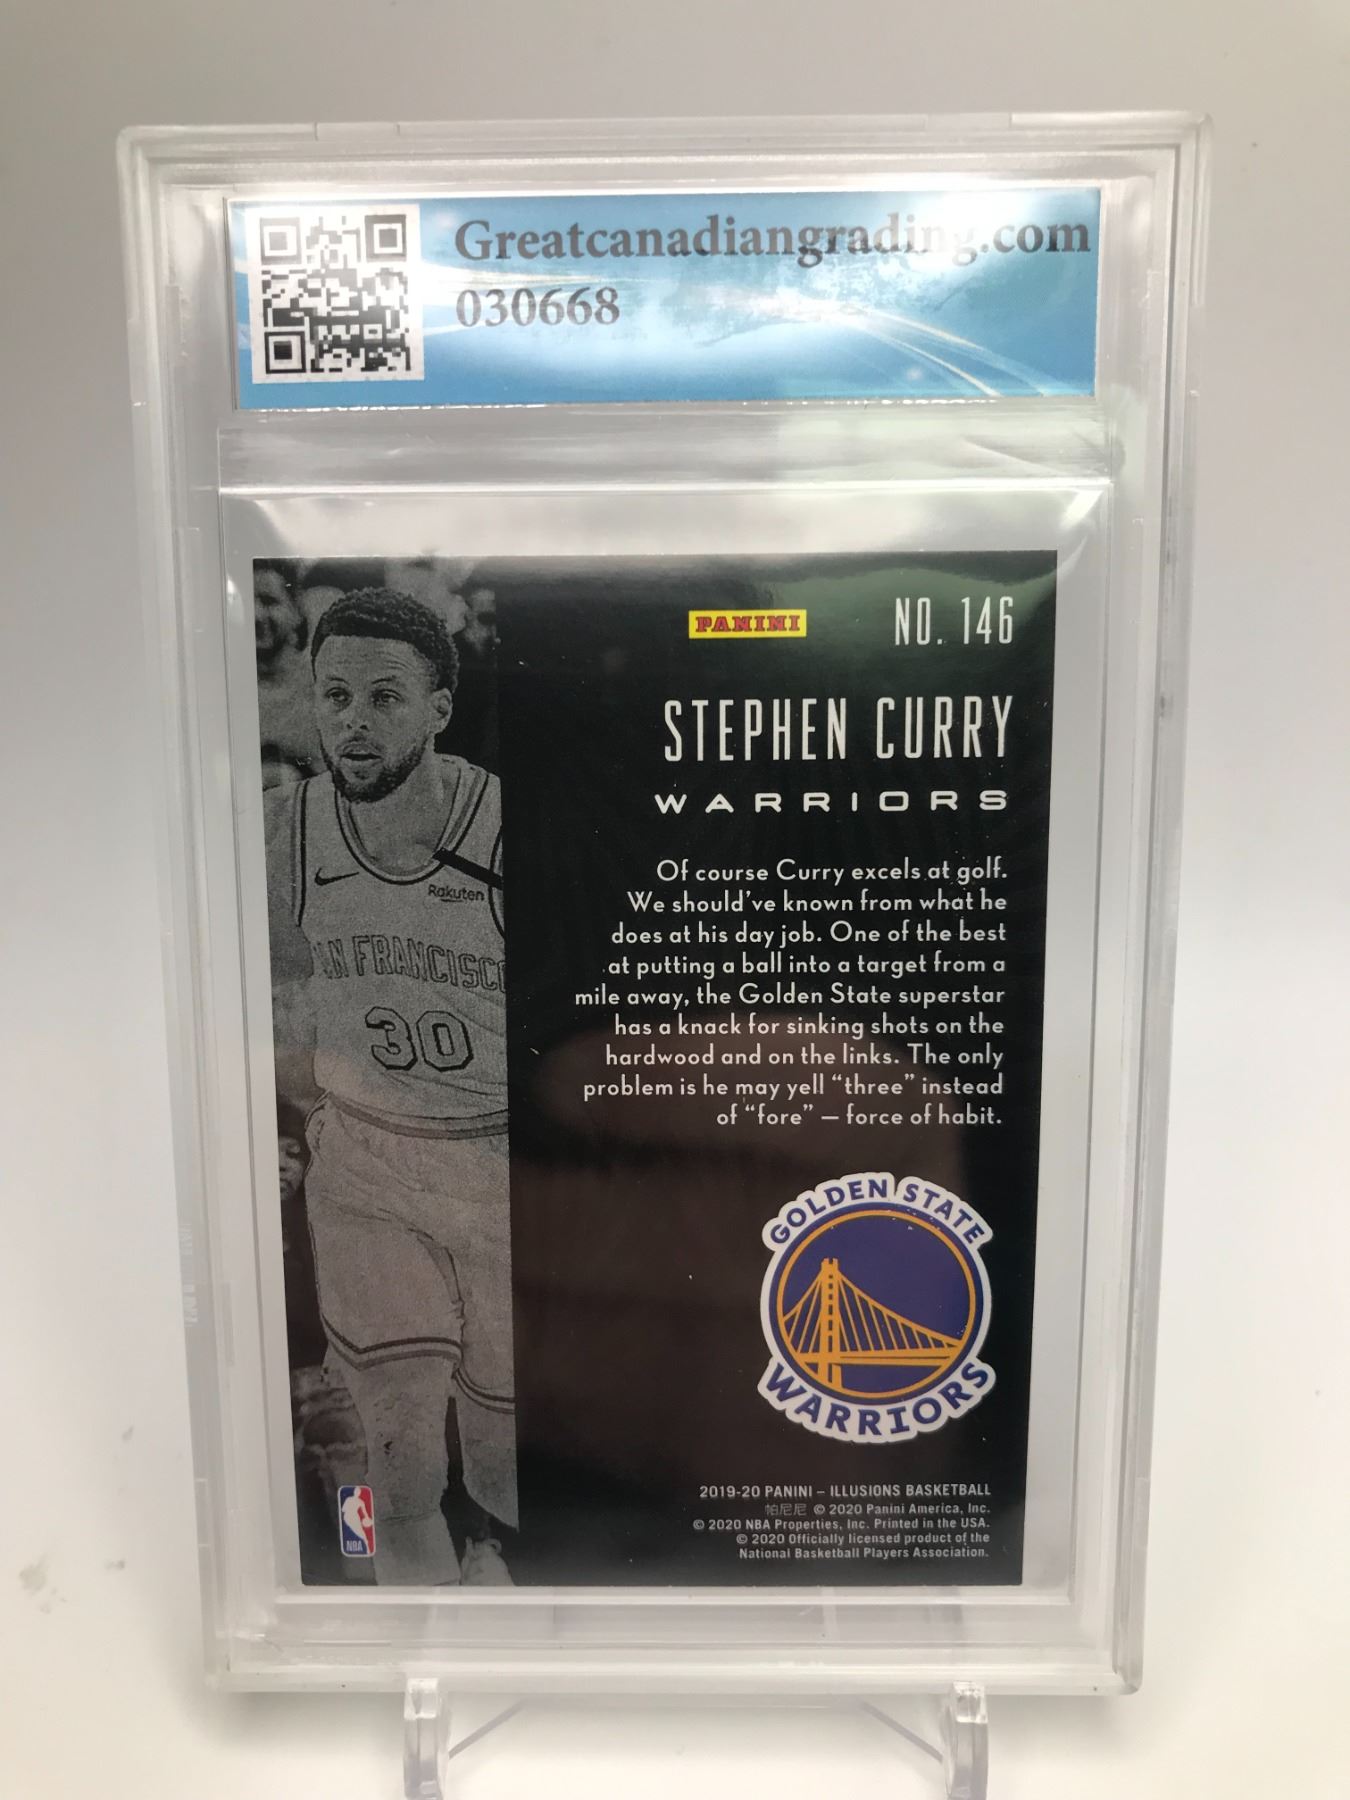 Greatcanadiangrading.com
030668
PANINI
NO. 146
STEPHEN CURRY
WARRIORS
Of course Curry excels at golf.
We should've known from what he
does at his day job. One of the best
at putting a ball into a target from a
mile away, the Golden State superstar
has a knack for sinking shots on the
hardwood and on the links. The only
problem is he may yell “three” instead
of “fore” — force of habit.
Rakuten
AN FRANCISCO
30
GOLDEN STATE
WARRIORS
NBA
2019-20 PANINI – ILLUSIONS BASKETBALL
帕尼尼 © 2020 Panini America, Inc.
© 2020 NBA Properties, Inc. Printed in the USA.
© 2020 Officially licensed product of the
National Basketball Players Association.